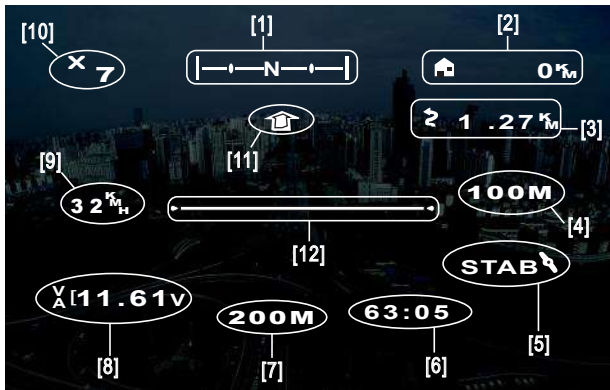 [10]
[1]
[2]
× 7
N
0 KM
1 .27 KM
[3]
[11]
[9]
32 KMH
100M
[4]
[12]
STAB
[5]
VA [11.61V
200M
63:05
[8]
[7]
[6]